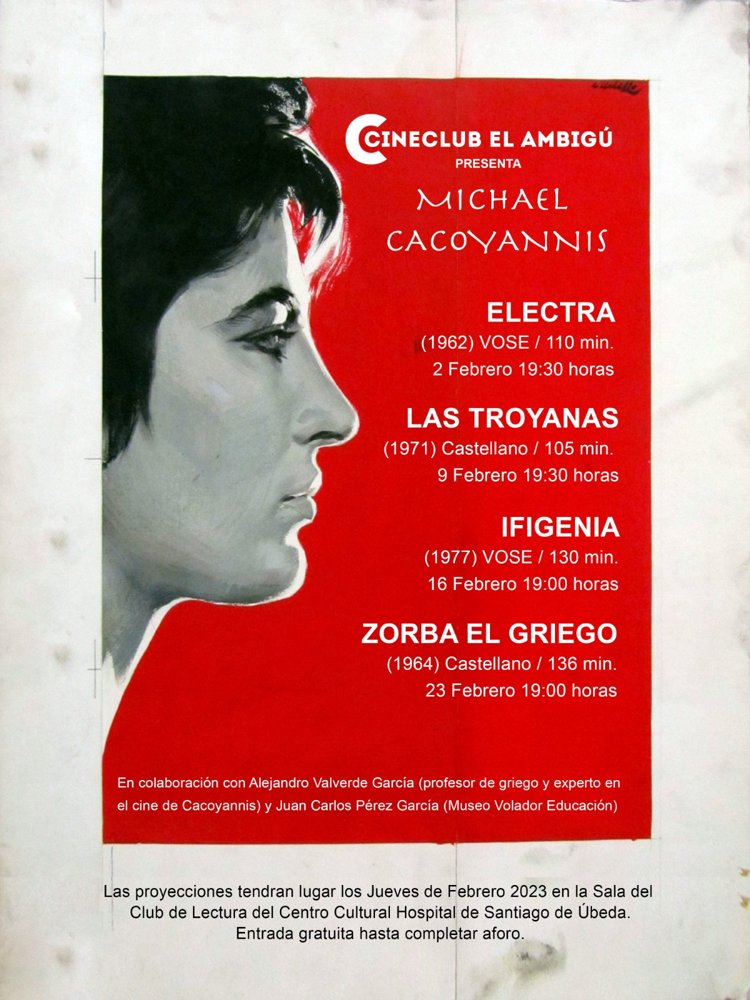 CINECLUB EL AMBIGÚ
PRESENTA
MICHAEL
CACOYANNIS
ELECTRA
(1962) VOSE / 110 min.
2 Febrero 19:30 horas
LAS TROYANAS
(1971) Castellano / 105 min.
9 Febrero 19:30 horas
IFIGENIA
(1977) VOSE / 130 min.
16 Febrero 19:00 horas
ZORBA EL GRIEGO
(1964) Castellano / 136 min.
23 Febrero 19:00 horas
En colaboración con Alejandro Valverde García (profesor de griego y experto en
el cine de Cacoyannis) y Juan Carlos Pérez García (Museo Volador Educación)
Las proyecciones tendran lugar los Jueves de Febrero 2023 en la Sala del
Club de Lectura del Centro Cultural Hospital de Santiago de Úbeda.
Entrada gratuita hasta completar aforo.